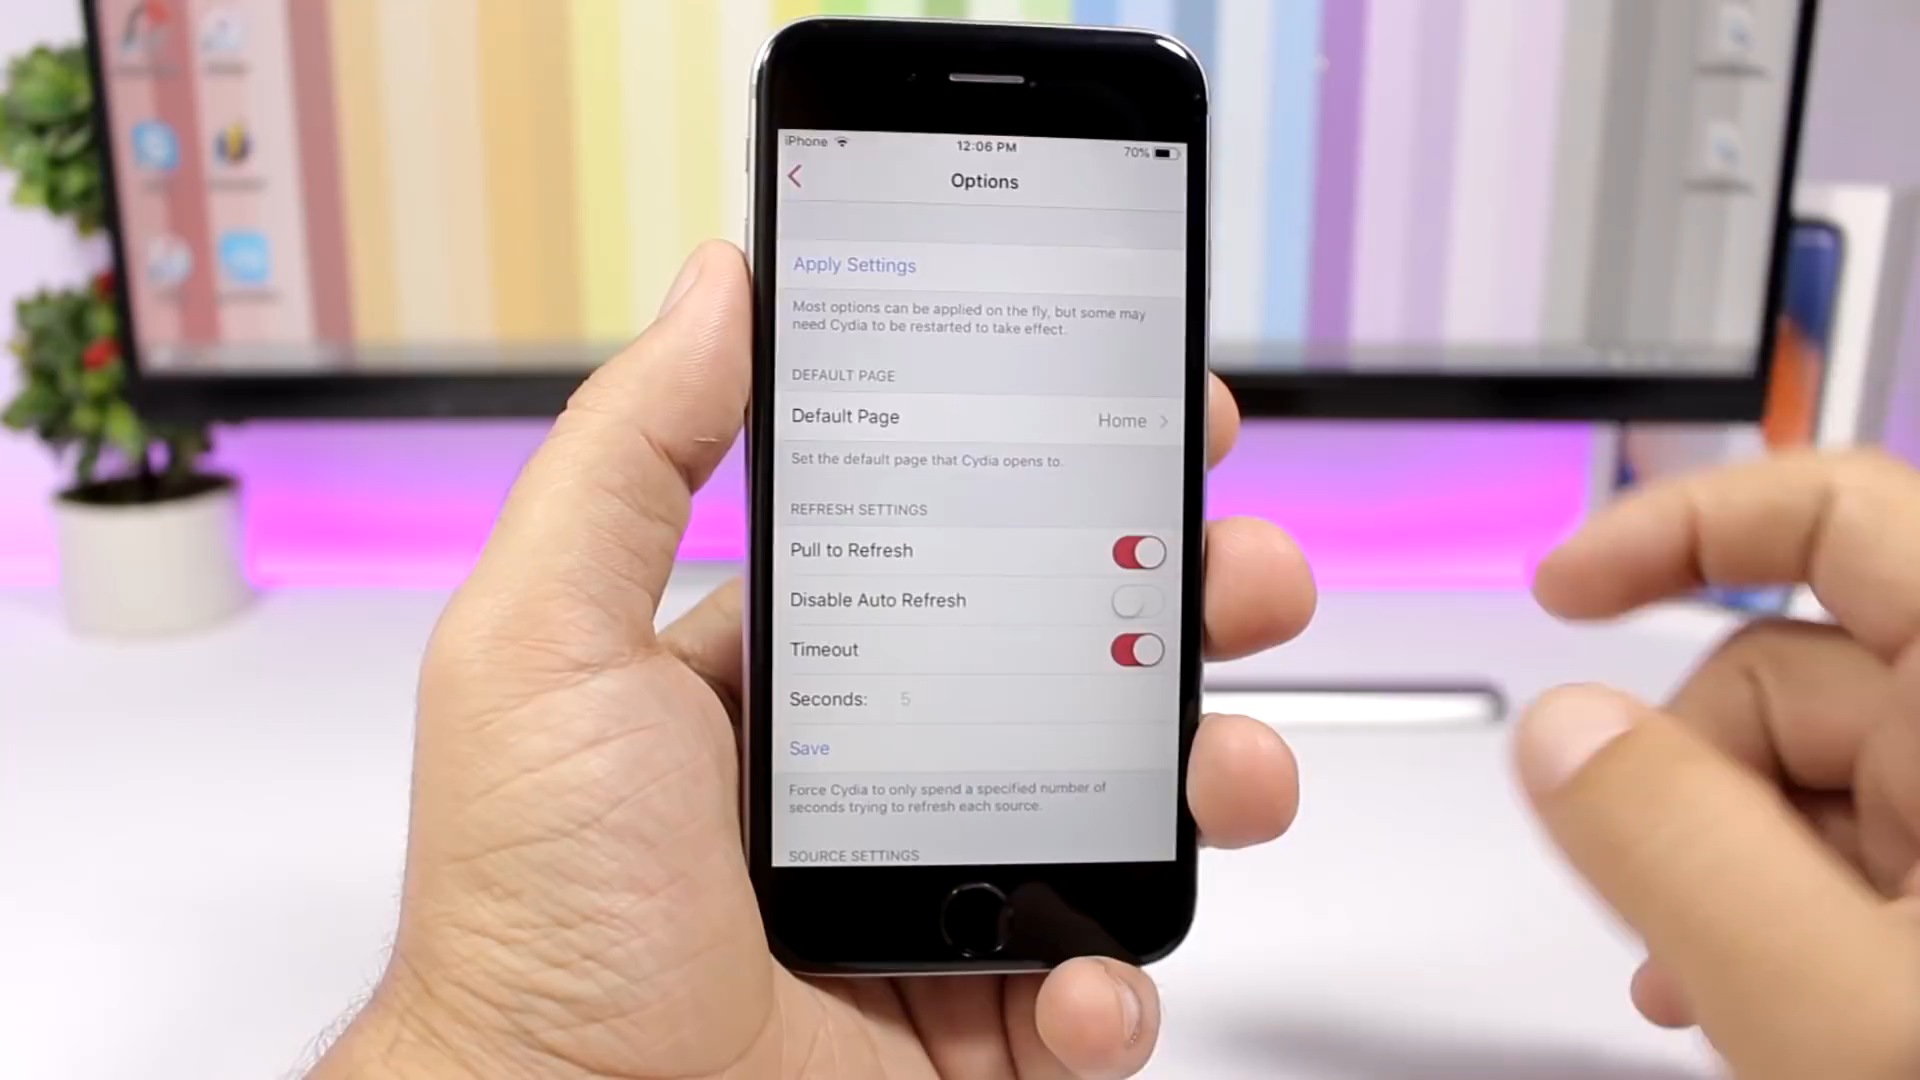 iPhone
12:06 PM
70%
Options
Apply Settings
Most options can be applied on the fly, but some may
need Cydia to be restarted to take effect.
DEFAULT PAGE
Default Page
Home
Set the default page that Cydia opens to.
REFRESH SETTINGS
Pull to Refresh
Disable Auto Refresh
Timeout
Seconds: 5
Save
Force Cydia to only spend a specified number of
seconds trying to refresh each source.
SOURCE SETTINGS